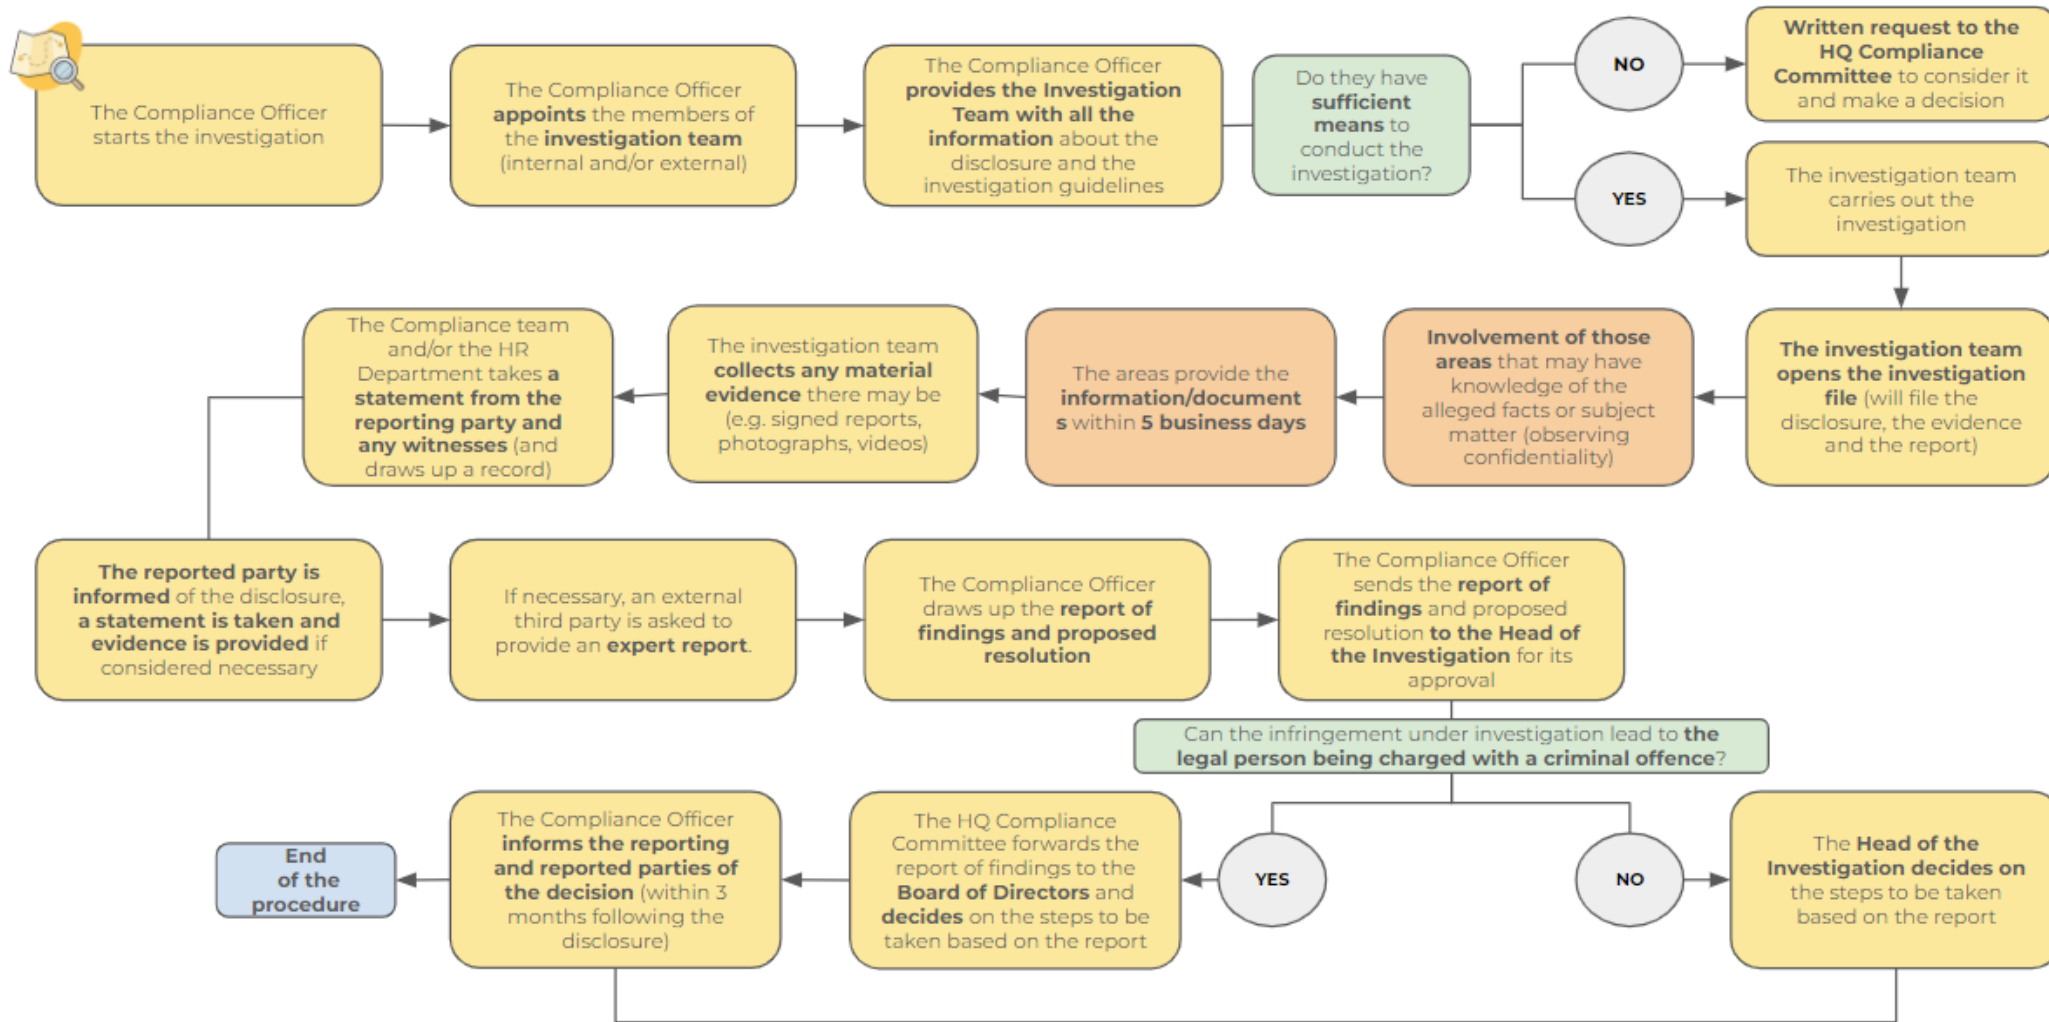 The Compliance Officer
starts the investigation
The Compliance Officer
appoints the members of
the investigation team
(internal and/or external)
The Compliance Officer
provides the Investigation
Team with all the
information about the
disclosure and the
investigation guidelines
Do they have
sufficient
means to
conduct the
investigation?
NO
Written request to the
HQ Compliance
Committee to consider it
and make a decision
YES
The investigation team
carries out the
investigation
The investigation team
opens the investigation
file (will file the
disclosure, the evidence
and the report)
Involvement of those
areas that may have
knowledge of the
alleged facts or subject
matter (observing
confidentiality)
The areas provide the
information/document
s within 5 business days
The investigation team
collects any material
evidence there may be
(e.g. signed reports,
photographs, videos)
The Compliance team
and/or the HR
Department takes a
statement from the
reporting party and
any witnesses (and
draws up a record)
The reported party is
informed of the disclosure,
a statement is taken and
evidence is provided if
considered necessary
If necessary, an external
third party is asked to
provide an expert report.
The Compliance Officer
draws up the report of
findings and proposed
resolution
The Compliance Officer
sends the report of
findings and proposed
resolution to the Head of
the Investigation for its
approval
Can the infringement under investigation lead to the
legal person being charged with a criminal offence?
YES
The HQ Compliance
Committee forwards the
report of findings to the
Board of Directors and
decides on the steps to be
taken based on the report
NO
The Head of the
Investigation decides on
the steps to be taken
based on the report
The Compliance Officer
informs the reporting
and reported parties of
the decision (within 3
months following the
disclosure)
End
of the
procedure